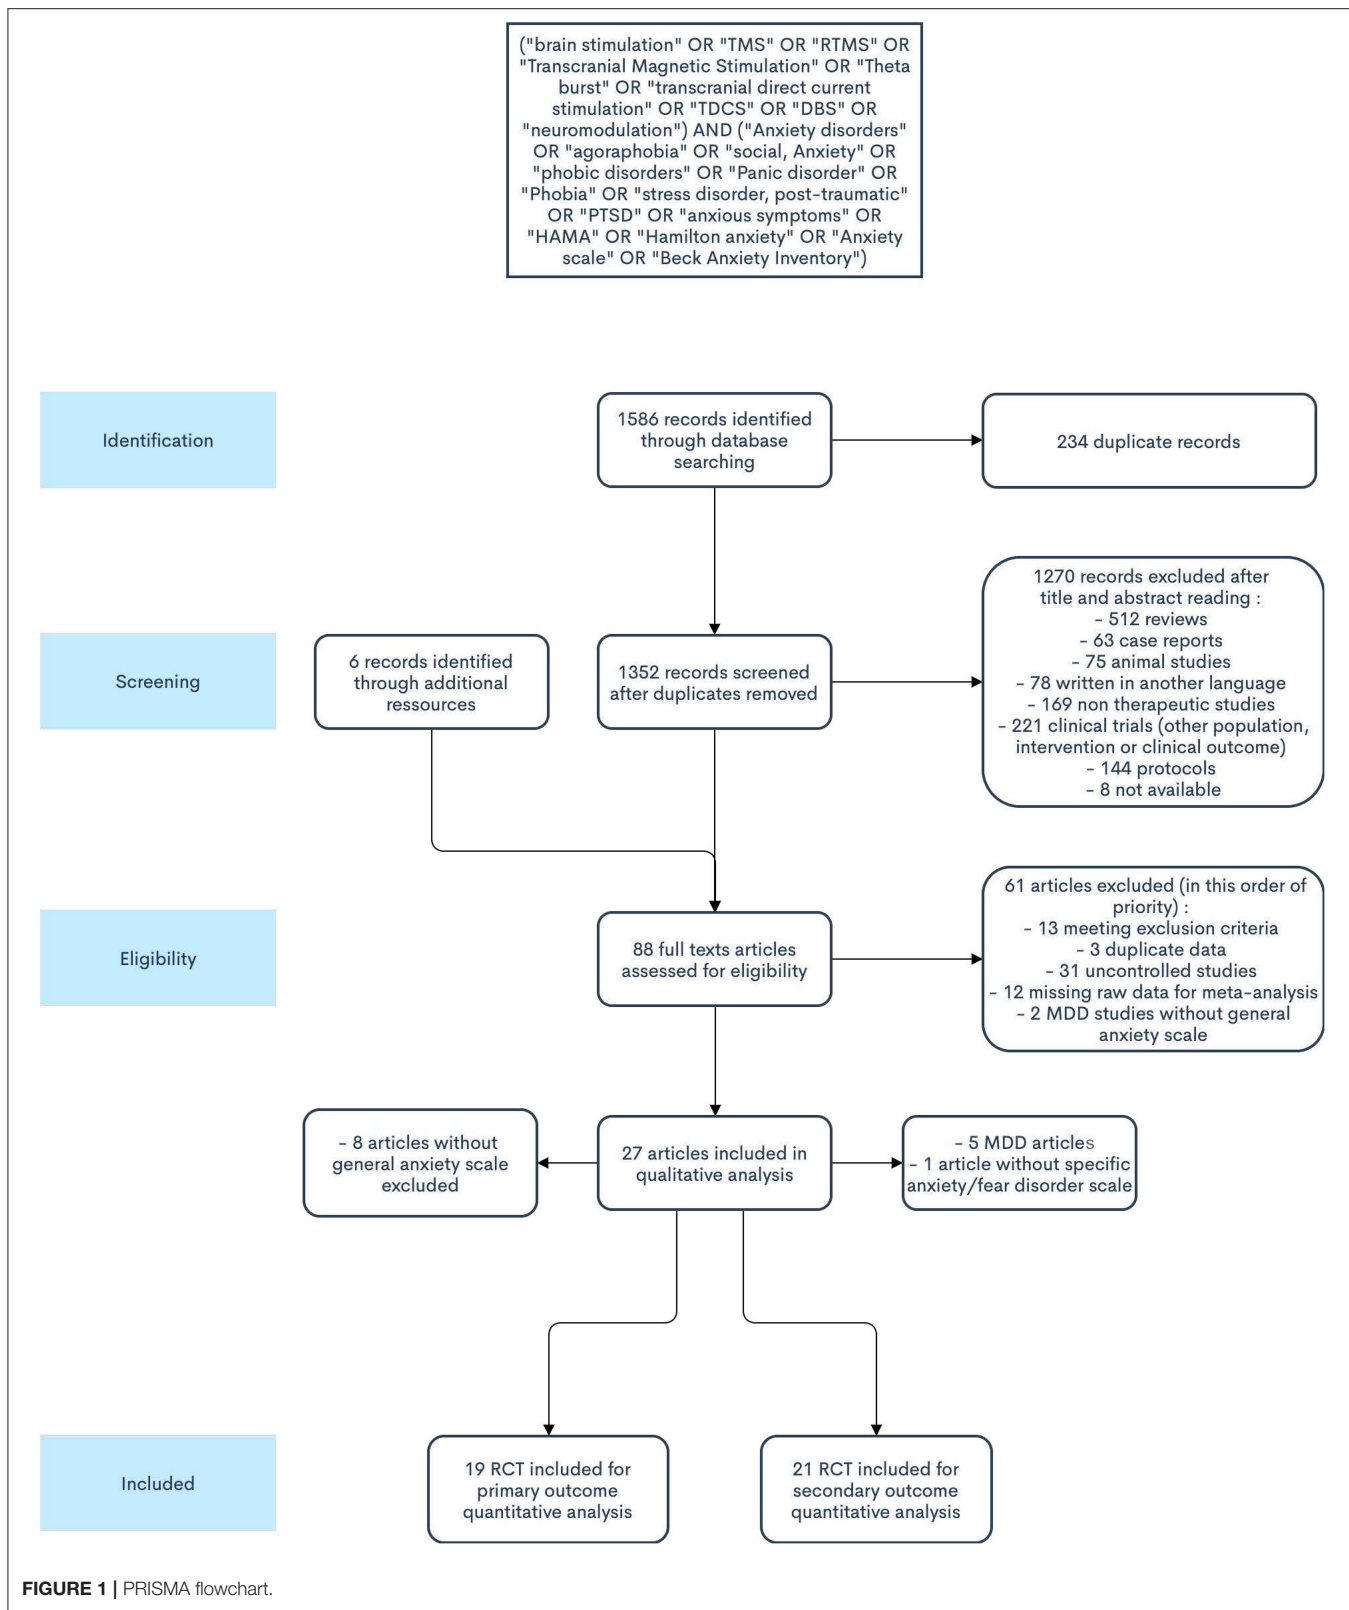 ("brain stimulation" OR "TMS" OR "RTMS" OR
"Transcranial Magnetic Stimulation" OR "Theta
burst" OR "transcranial direct current
stimulation" OR "TDCS" OR "DBS" OR
"neuromodulation") AND ("Anxiety disorders"
OR "agoraphobia" OR "social, Anxiety" OR
"phobic disorders" OR "Panic disorder" OR
"Phobia" OR "stress disorder, post-traumatic"
OR "PTSD" OR "anxious symptoms" OR
"HAMA" OR "Hamilton anxiety" OR "Anxiety
scale" OR "Beck Anxiety Inventory")
Identification
1586 records identified
through database
searching
234 duplicate records
Screening
6 records identified
through additional
ressources
1352 records screened
after duplicates removed
1270 records excluded after
title and abstract reading :
- 512 reviews
- 63 case reports
- 75 animal studies
- 78 written in another language
- 169 non therapeutic studies
- 221 clinical trials (other population,
intervention or clinical outcome)
- 144 protocols
- 8 not available
Eligibility
88 full texts articles
assessed for eligibility
61 articles excluded (in this order of
priority) :
- 13 meeting exclusion criteria
- 3 duplicate data
- 31 uncontrolled studies
- 12 missing raw data for meta-analysis
- 2 MDD studies without general
anxiety scale
- 8 articles without
general anxiety scale
excluded
27 articles included in
qualitative analysis
- 5 MDD articles
- 1 article without specific
anxiety/fear disorder scale
Included
19 RCT included for
primary outcome
quantitative analysis
21 RCT included for
secondary outcome
quantitative analysis
FIGURE 1 | PRISMA flowchart.